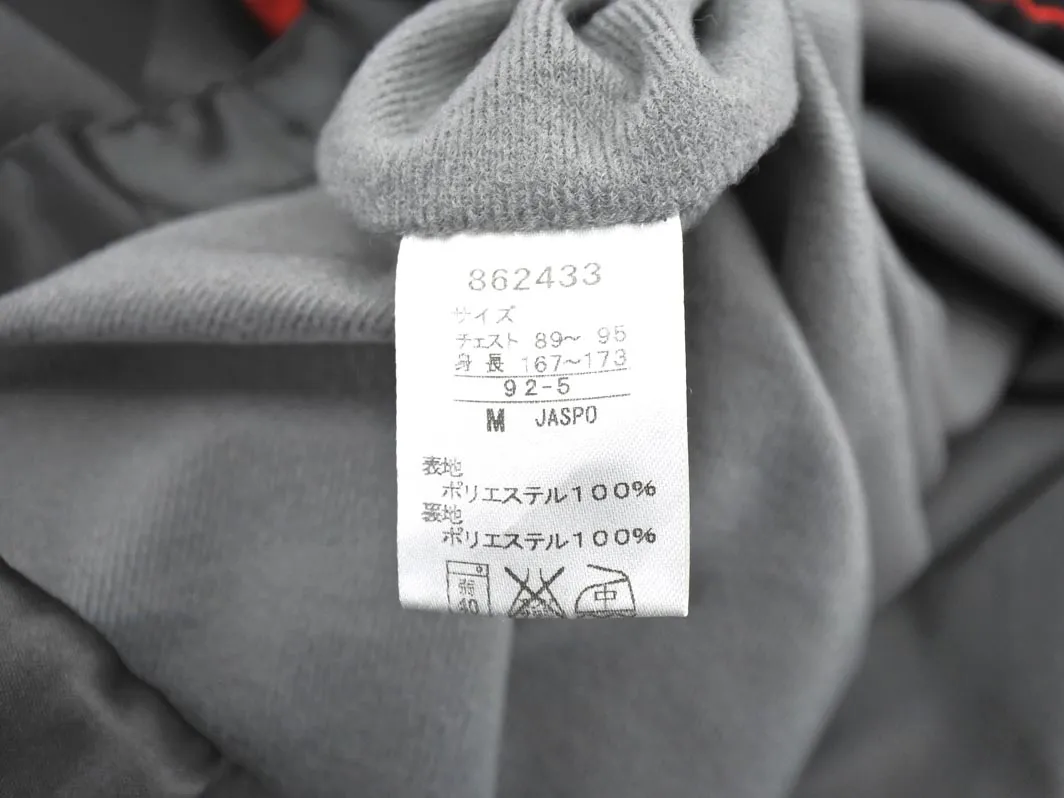 862433
サイズ
チェスト 89～ 95
身長 167～173
92-5
M JASPO
表地
ポリエステル100%
裏地
ポリエステル100%
弱 中
40